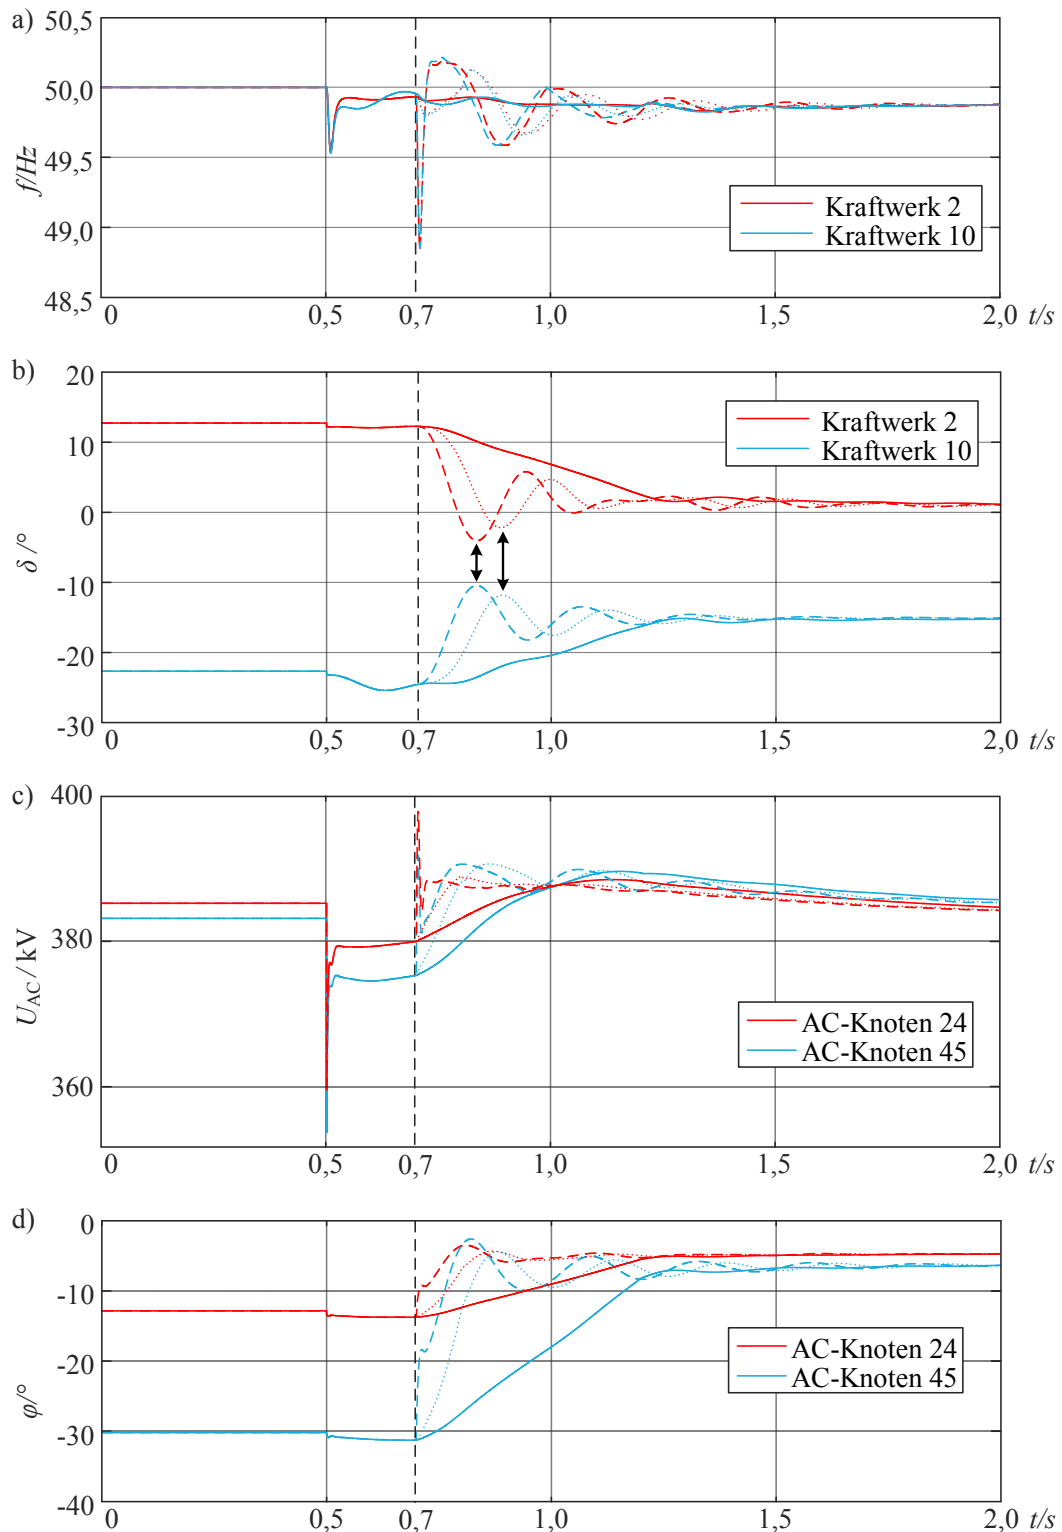 a)
50,5
50,0
49,5
49,0
48,5
f/Hz
Kraftwerk 2
Kraftwerk 10
0 0,5 0,7 1,0 1,5 2,0 t/s
b)
20
10
0
-10
-20
-30
δ /°
Kraftwerk 2
Kraftwerk 10
0 0,5 0,7 1,0 1,5 2,0 t/s
c)
400
380
360
U_AC / kV
AC-Knoten 24
AC-Knoten 45
0 0,5 0,7 1,0 1,5 2,0 t/s
d)
0
-10
-20
-30
-40
φ/°
AC-Knoten 24
AC-Knoten 45
0 0,5 0,7 1,0 1,5 2,0 t/s